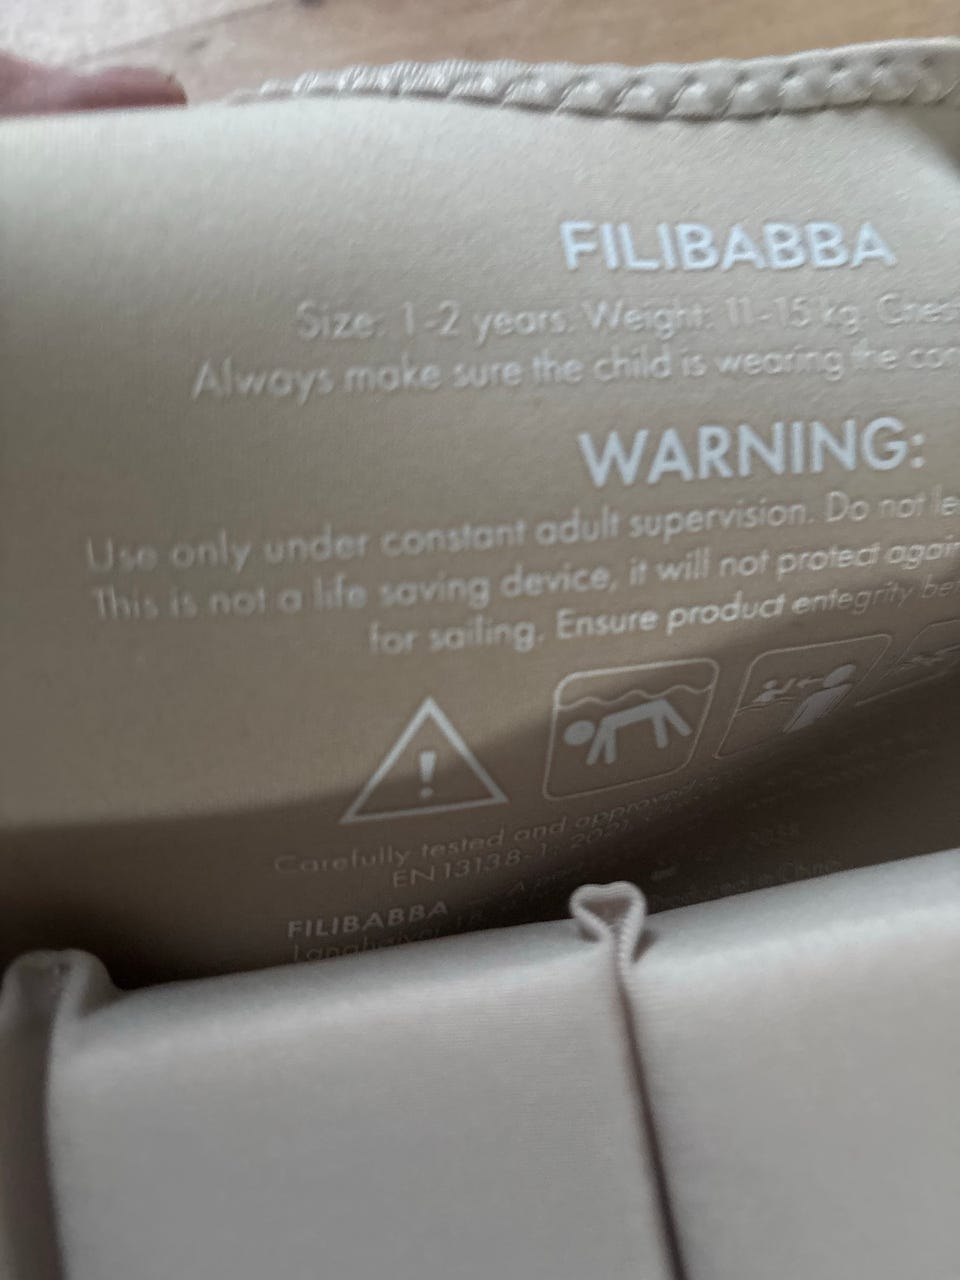 FILIBABBA
Size: 1-2 years. Weight: 11-15 kg.
Always make sure the child is wearing the
WARNING:
Use only under constant adult supervision. Do not
This is not a life saving device, it will not protect
for sailing. Ensure product entegrity
!
Carefully tested and approved
EN13138-1: 2021
FILIBABBA